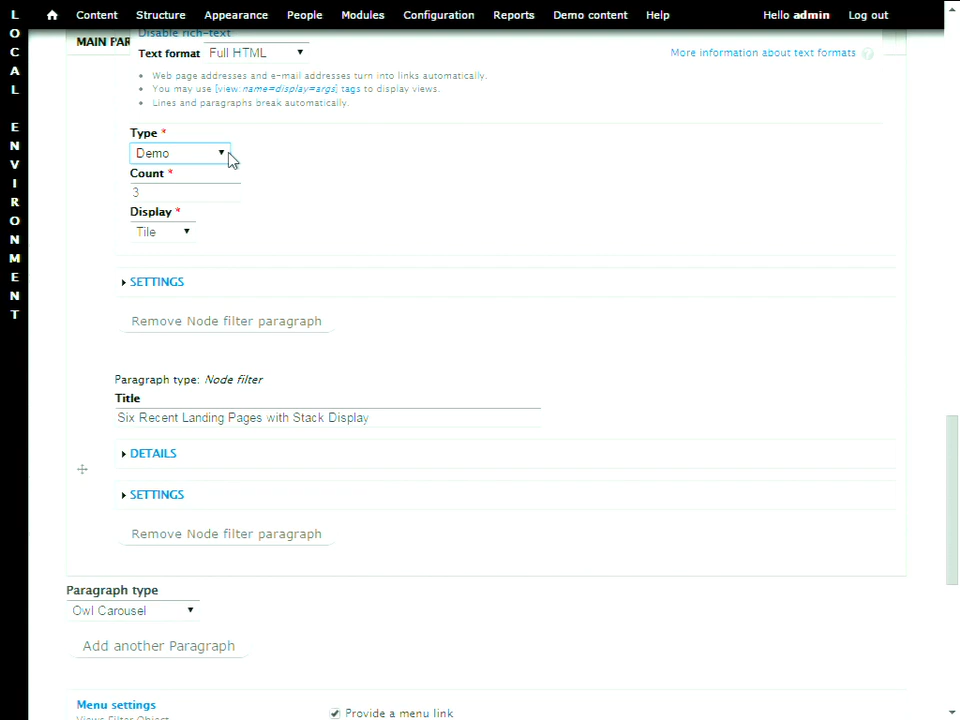 LOCAL ENVIRONMENT
Content Structure Appearance People Modules Configuration Reports Demo content Help Hello admin Log out
Disable rich-text
MAIN PAR
Text format Full HTML
More information about text formats ?
Web page addresses and e-mail addresses turn into links automatically.
You may use [view:name=display=args] tags to display views.
Lines and paragraphs break automatically.
Type *
Demo
Count *
3
Display *
Tile
SETTINGS
Remove Node filter paragraph
Paragraph type: Node filter
Title
Six Recent Landing Pages with Stack Display
DETAILS
SETTINGS
Remove Node filter paragraph
Paragraph type
Owl Carousel
Add another Paragraph
Menu settings
Views Filter Object
Provide a menu link